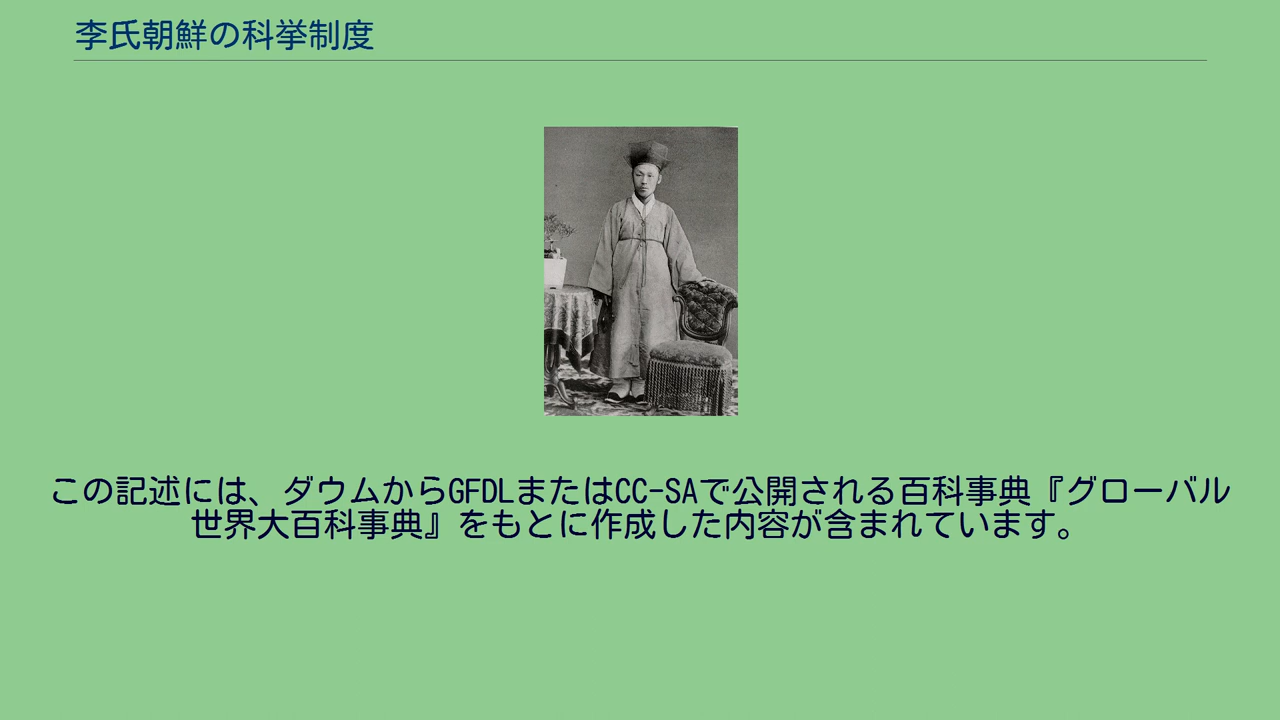 李氏朝鮮の科挙制度
この記述には、ダウムからGFDLまたはCC-SAで公開される百科事典『グローバル
世界大百科事典』をもとに作成した内容が含まれています。